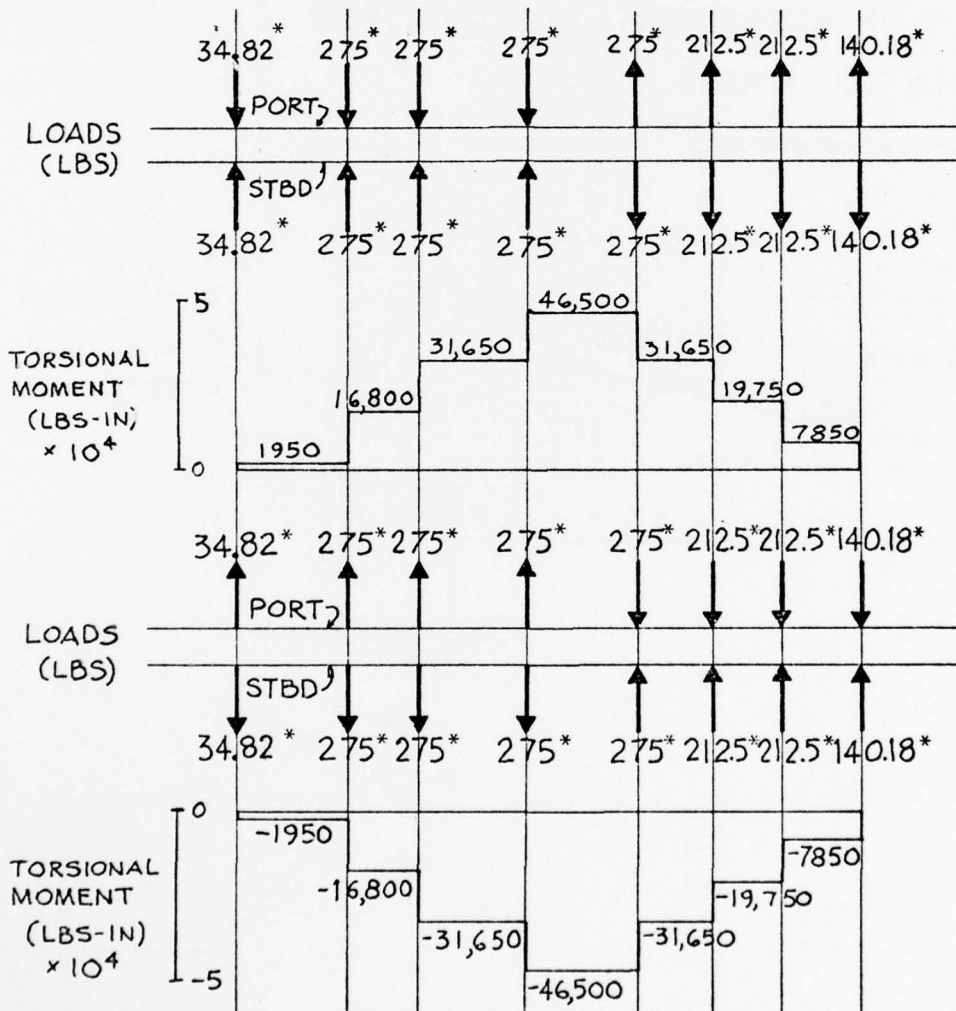 34.82* 275* 275* 275* 275* 212.5* 212.5* 140.18*
PORT
LOADS
(LBS)
STBD
34.82* 275* 275* 275* 275* 212.5* 212.5* 140.18*
5
46,500
31,650
31,650
TORSIONAL
MOMENT
(LBS-IN)
× 10⁴
16,800
19,750
7850
1950
0
34.82* 275* 275* 275* 275* 212.5* 212.5* 140.18*
PORT
LOADS
(LBS)
STBD
34.82* 275* 275* 275* 275* 212.5* 212.5* 140.18*
0
-1950
-7850
TORSIONAL
MOMENT
(LBS-IN)
× 10⁴
-16,800
-19,750
-31,650
-31,650
-5
-46,500